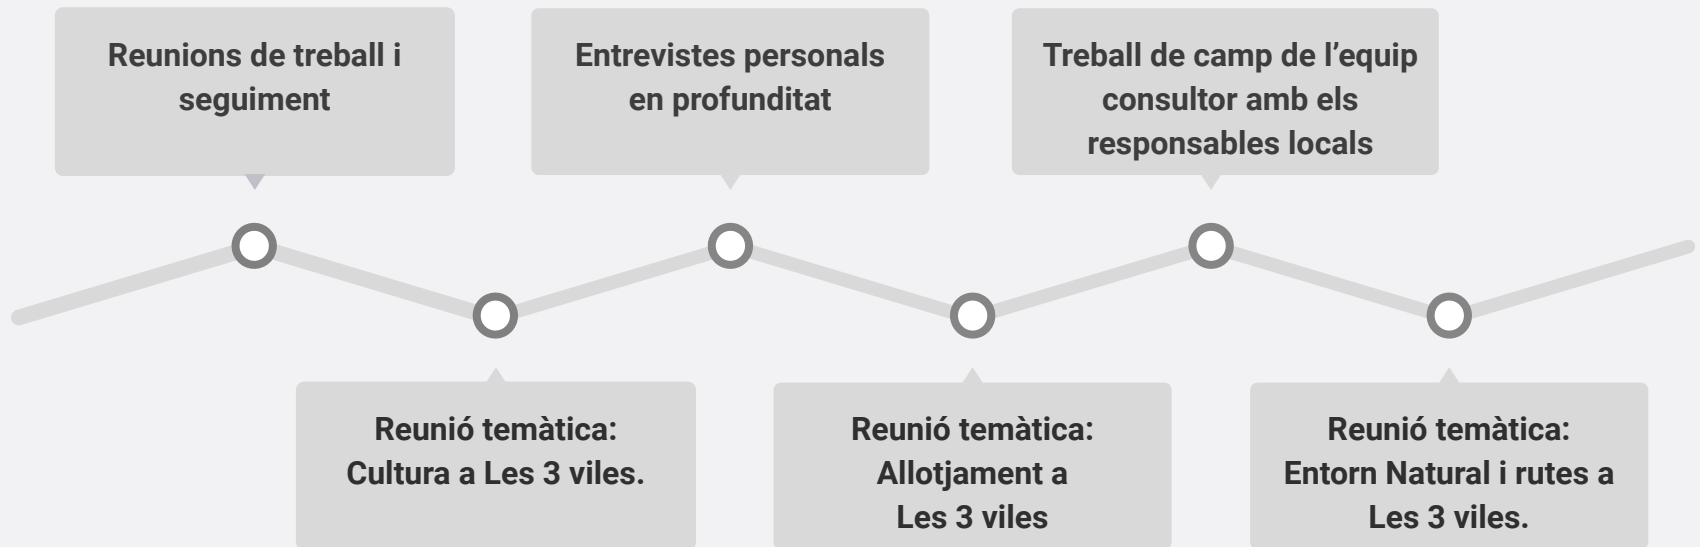 Reunions de treball i
seguiment
Entrevistes personals
en profunditat
Treball de camp de l’equip
consultor amb els
responsables locals
Reunió temàtica:
Cultura a Les 3 viles.
Reunió temàtica:
Allotjament a
Les 3 viles
Reunió temàtica:
Entorn Natural i rutes a
Les 3 viles.